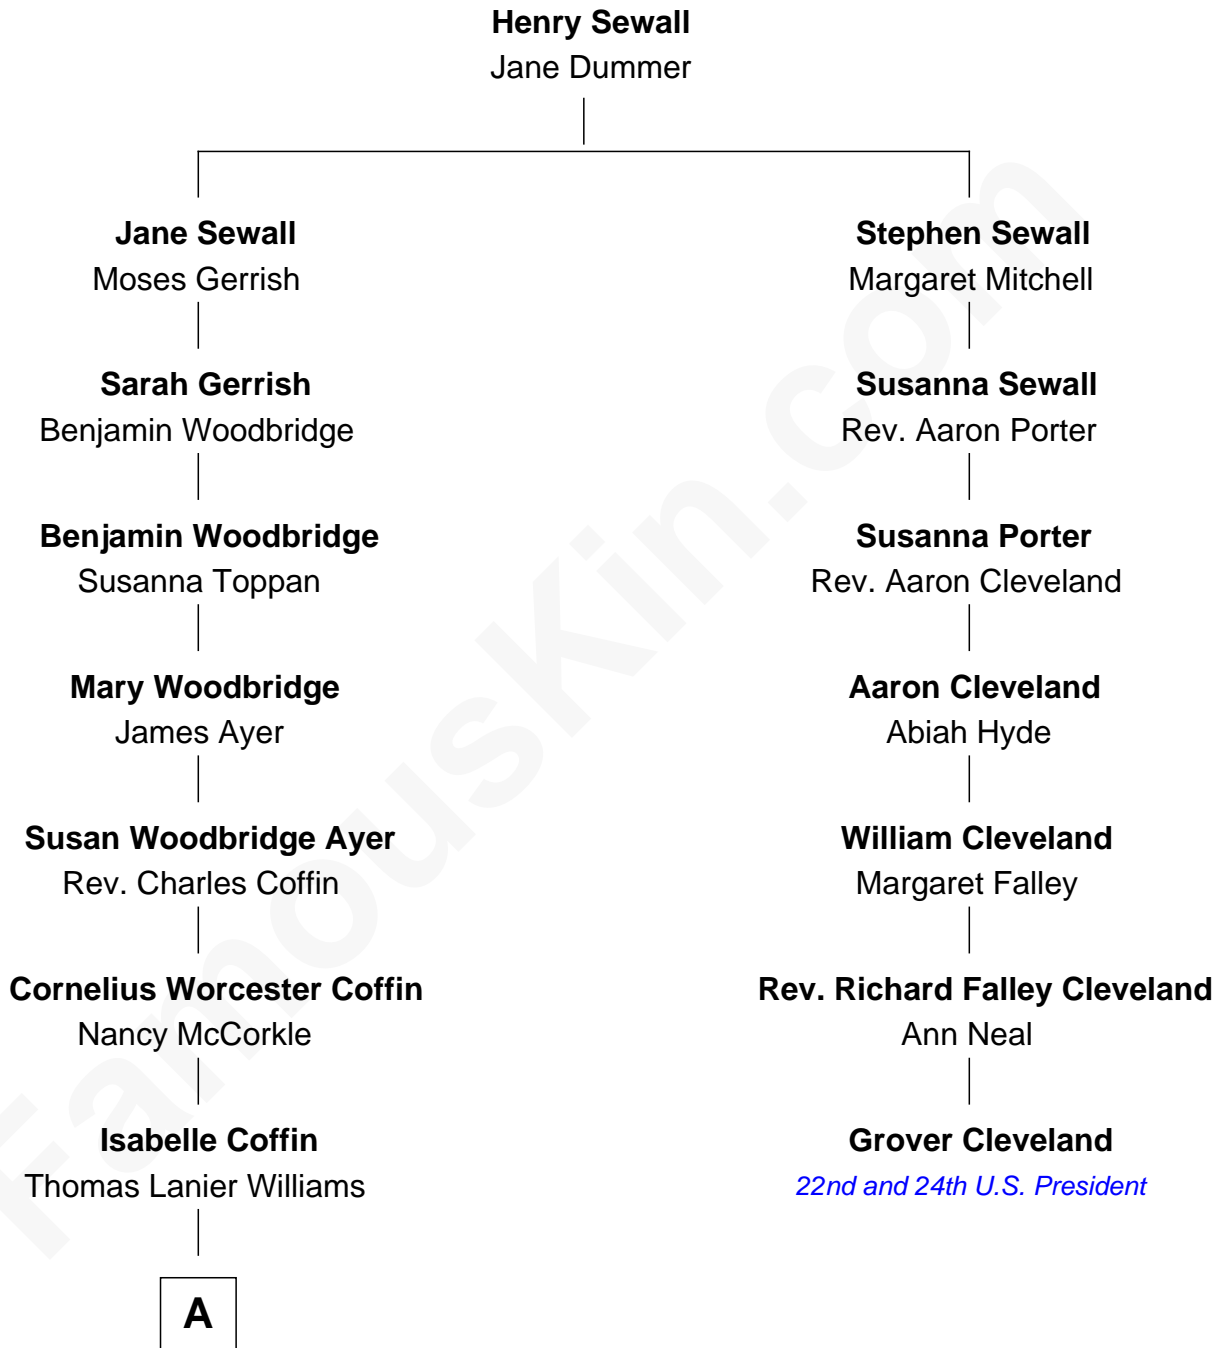 Henry Sewall
Jane Dummer
Jane Sewall
Moses Gerrish
Stephen Sewall
Margaret Mitchell
Sarah Gerrish
Benjamin Woodbridge
Susanna Sewall
Rev. Aaron Porter
Benjamin Woodbridge
Susanna Toppan
Susanna Porter
Rev. Aaron Cleveland
Mary Woodbridge
James Ayer
Aaron Cleveland
Abiah Hyde
Susan Woodbridge Ayer
Rev. Charles Coffin
William Cleveland
Margaret Falley
Cornelius Worcester Coffin
Nancy McCorkle
Rev. Richard Falley Cleveland
Ann Neal
Isabelle Coffin
Thomas Lanier Williams
Grover Cleveland
22nd and 24th U.S. President
A
FamousKin.com